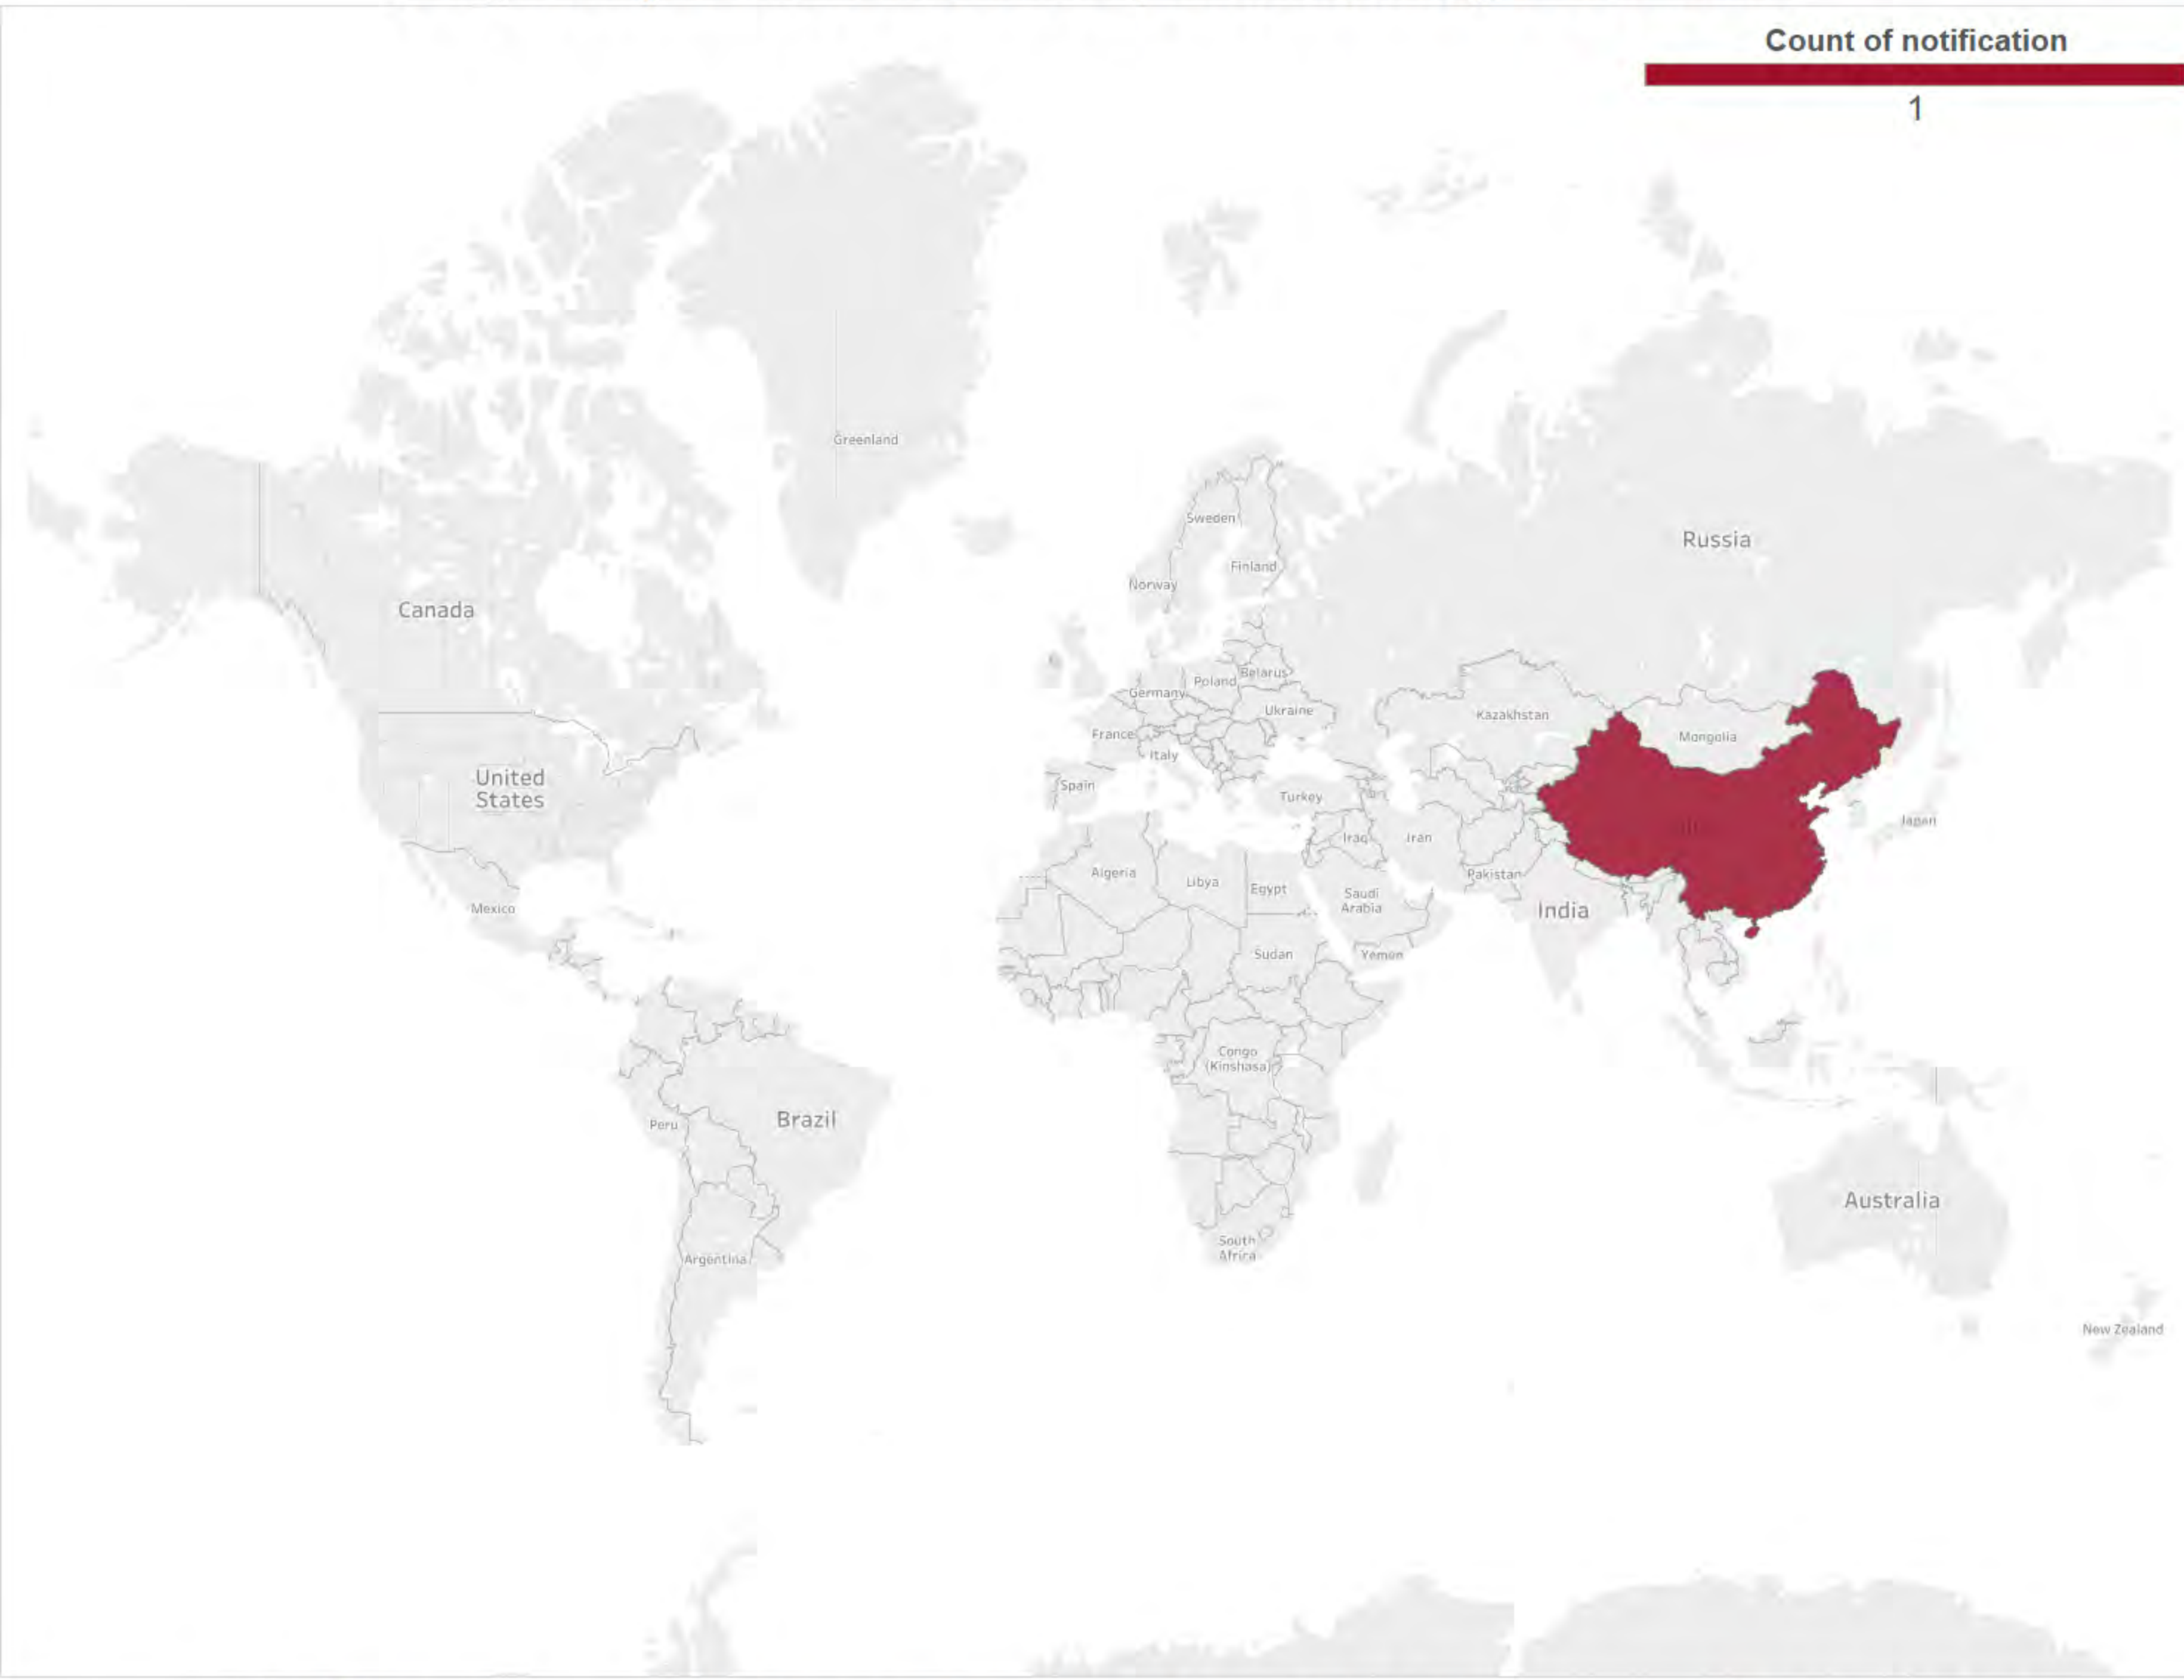 Count of notification
1
Greenland
Sweden
Russia
Finland
Norway
Canada
Belarus
Poland
Germany
Ukraine
Kazakhstan
France
Mongolia
Italy
United
States
Spain
Turkey
Japan
Iraq
Iran
Algeria
Pakistan
Libya
Egypt
Saudi
Arabia
Mexico
India
Sudan
Yemen
Congo
(Kinshasa)
Brazil
Peru
Australia
South
Africa
Argentina
New Zealand